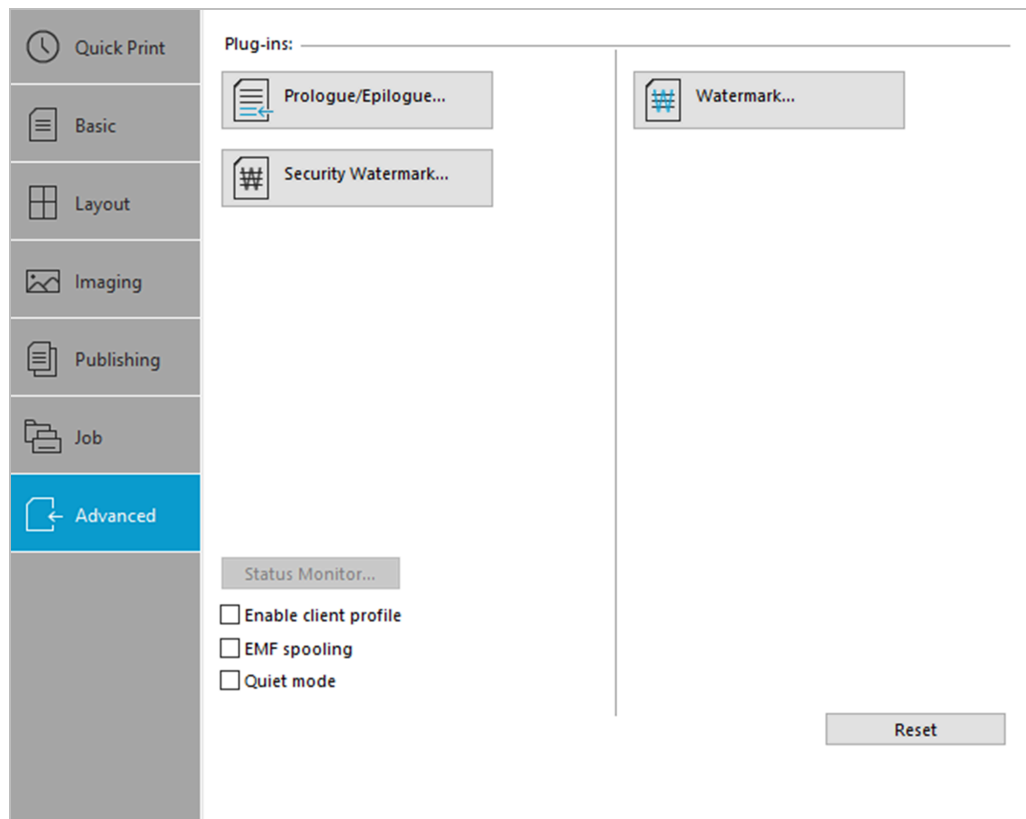 Quick Print
Basic
Layout
Imaging
Publishing
Job
Advanced
Plug-ins:
Prologue/Epilogue...
Watermark...
Security Watermark...
Status Monitor...
Enable client profile
EMF spooling
Quiet mode
Reset